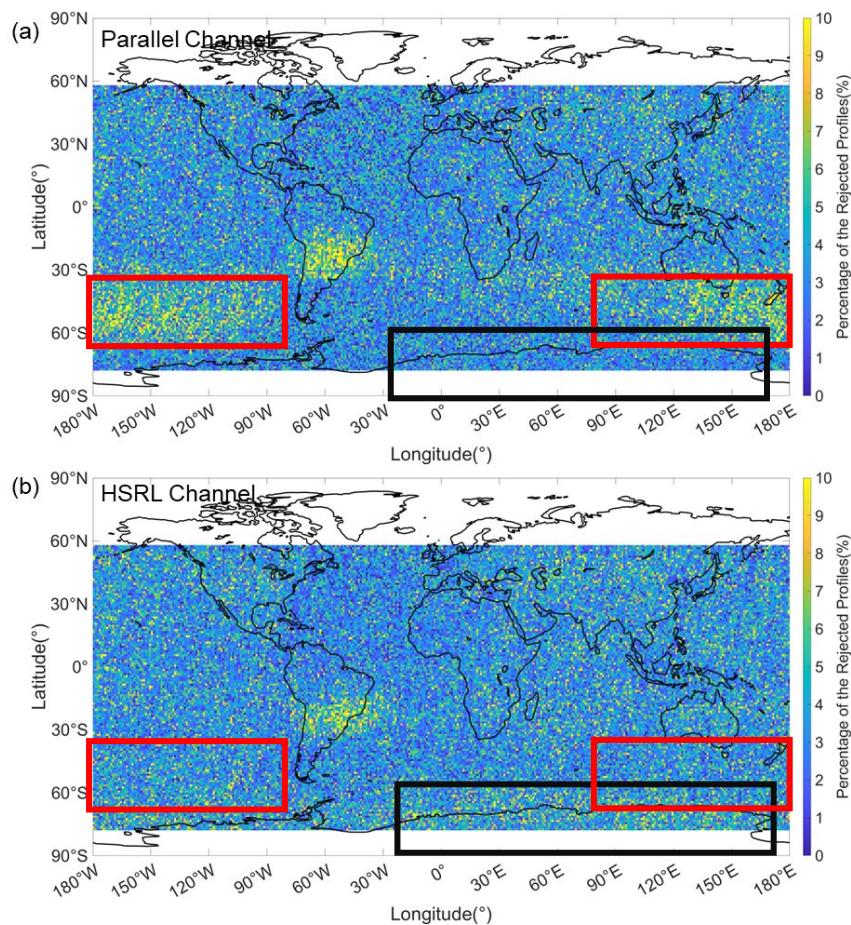 (a)
Parallel Channel
90°N
60°N
30°N
0°
30°S
60°S
90°S
Latitude(°)
180°W
150°W
120°W
90°W
60°W
30°W
0°
30°E
60°E
90°E
120°E
150°E
180°E
Longitude(°)
10
9
8
7
6
5
4
3
2
1
0
Percentage of the Rejected Profiles(%)
(b)
HSRL Channel
90°N
60°N
30°N
0°
30°S
60°S
90°S
Latitude(°)
180°W
150°W
120°W
90°W
60°W
30°W
0°
30°E
60°E
90°E
120°E
150°E
180°E
Longitude(°)
10
9
8
7
6
5
4
3
2
1
0
Percentage of the Rejected Profiles(%)